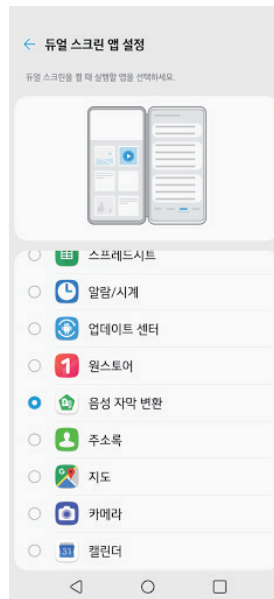 듀얼 스크린 앱 설정
듀얼 스크린을 켤 때 실행할 앱을 선택하세요.
스프레드시트
알람/시계
업데이트 센터
1
원스토어
음성 자막 변환
주소록
G
지도
카메라
31
캘린더